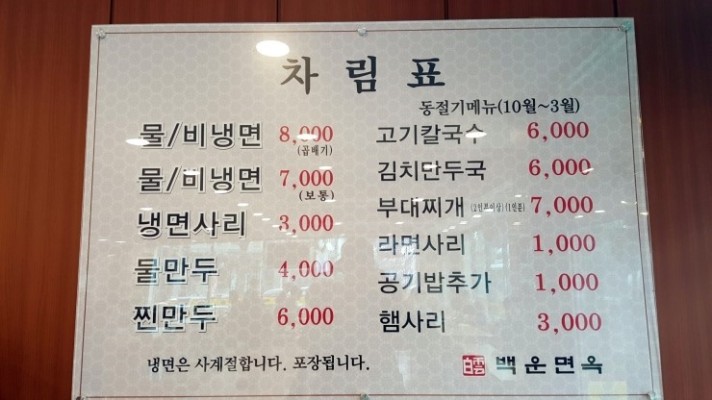 차림표
물/비냉면 8,000
(곱배기)
물/비냉면 7,000
(보통)
냉면사리 3,000
물만두 4,000
찐만두 6,000
동절기메뉴(10월~3월)
고기칼국수 6,000
김치만두국 6,000
부대찌개 (2인분이상)(1인분) 7,000
라면사리 1,000
공기밥추가 1,000
햄사리 3,000
냉면은 사계절합니다. 포장됩니다.
백운면옥